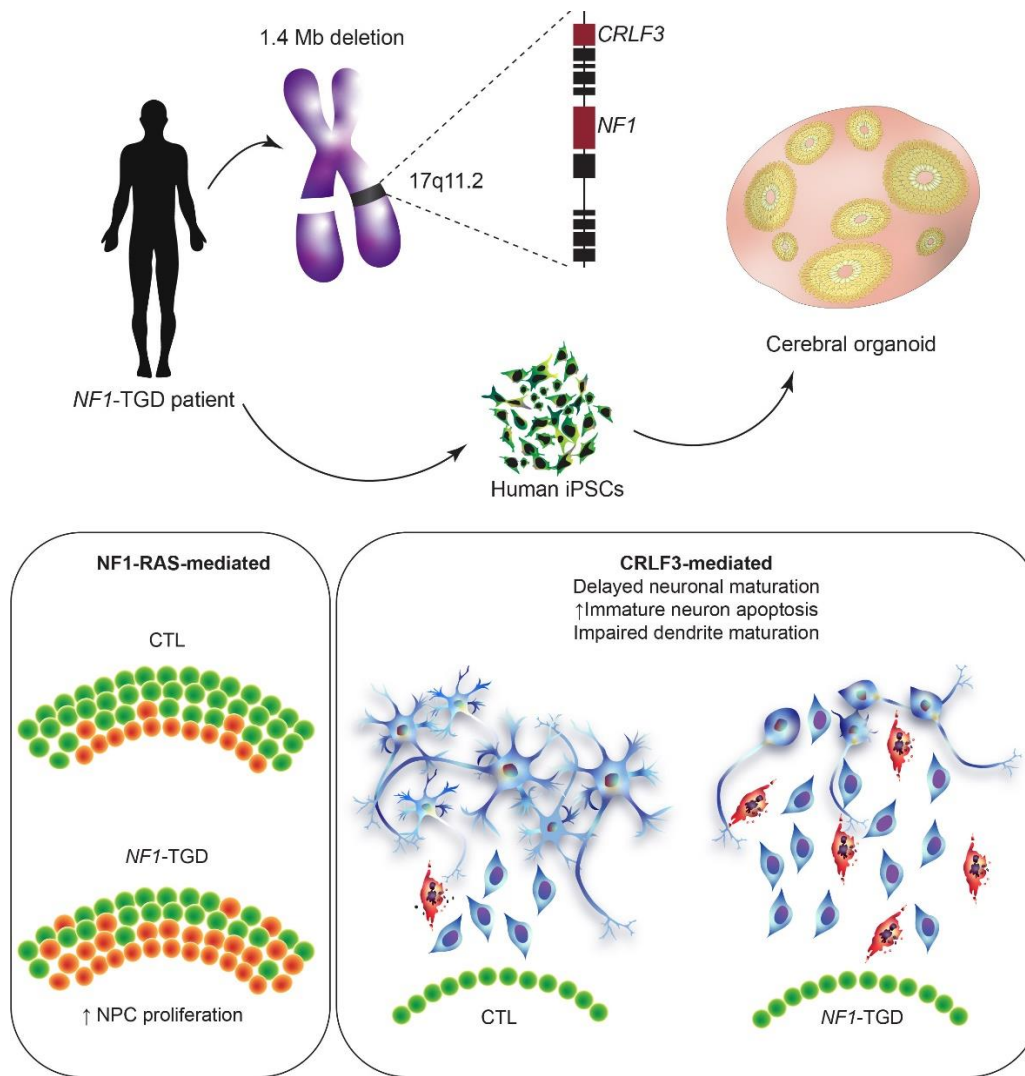 1.4 Mb deletion
CRLF3
NF1
17q11.2
NF1-TGD patient
Human iPSCs
Cerebral organoid
NF1-RAS-mediated
CTL
NF1-TGD
↑ NPC proliferation
CRLF3-mediated
Delayed neuronal maturation
↑Immature neuron apoptosis
Impaired dendrite maturation
CTL
NF1-TGD